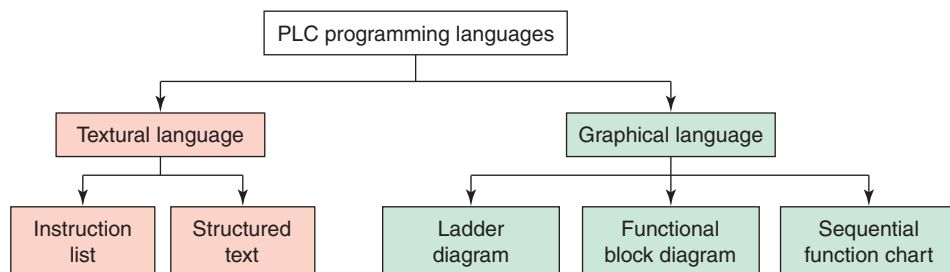 PLC programming languages
Textural language
Graphical language
Instruction
list
Structured
text
Ladder
diagram
Functional
block diagram
Sequential
function chart